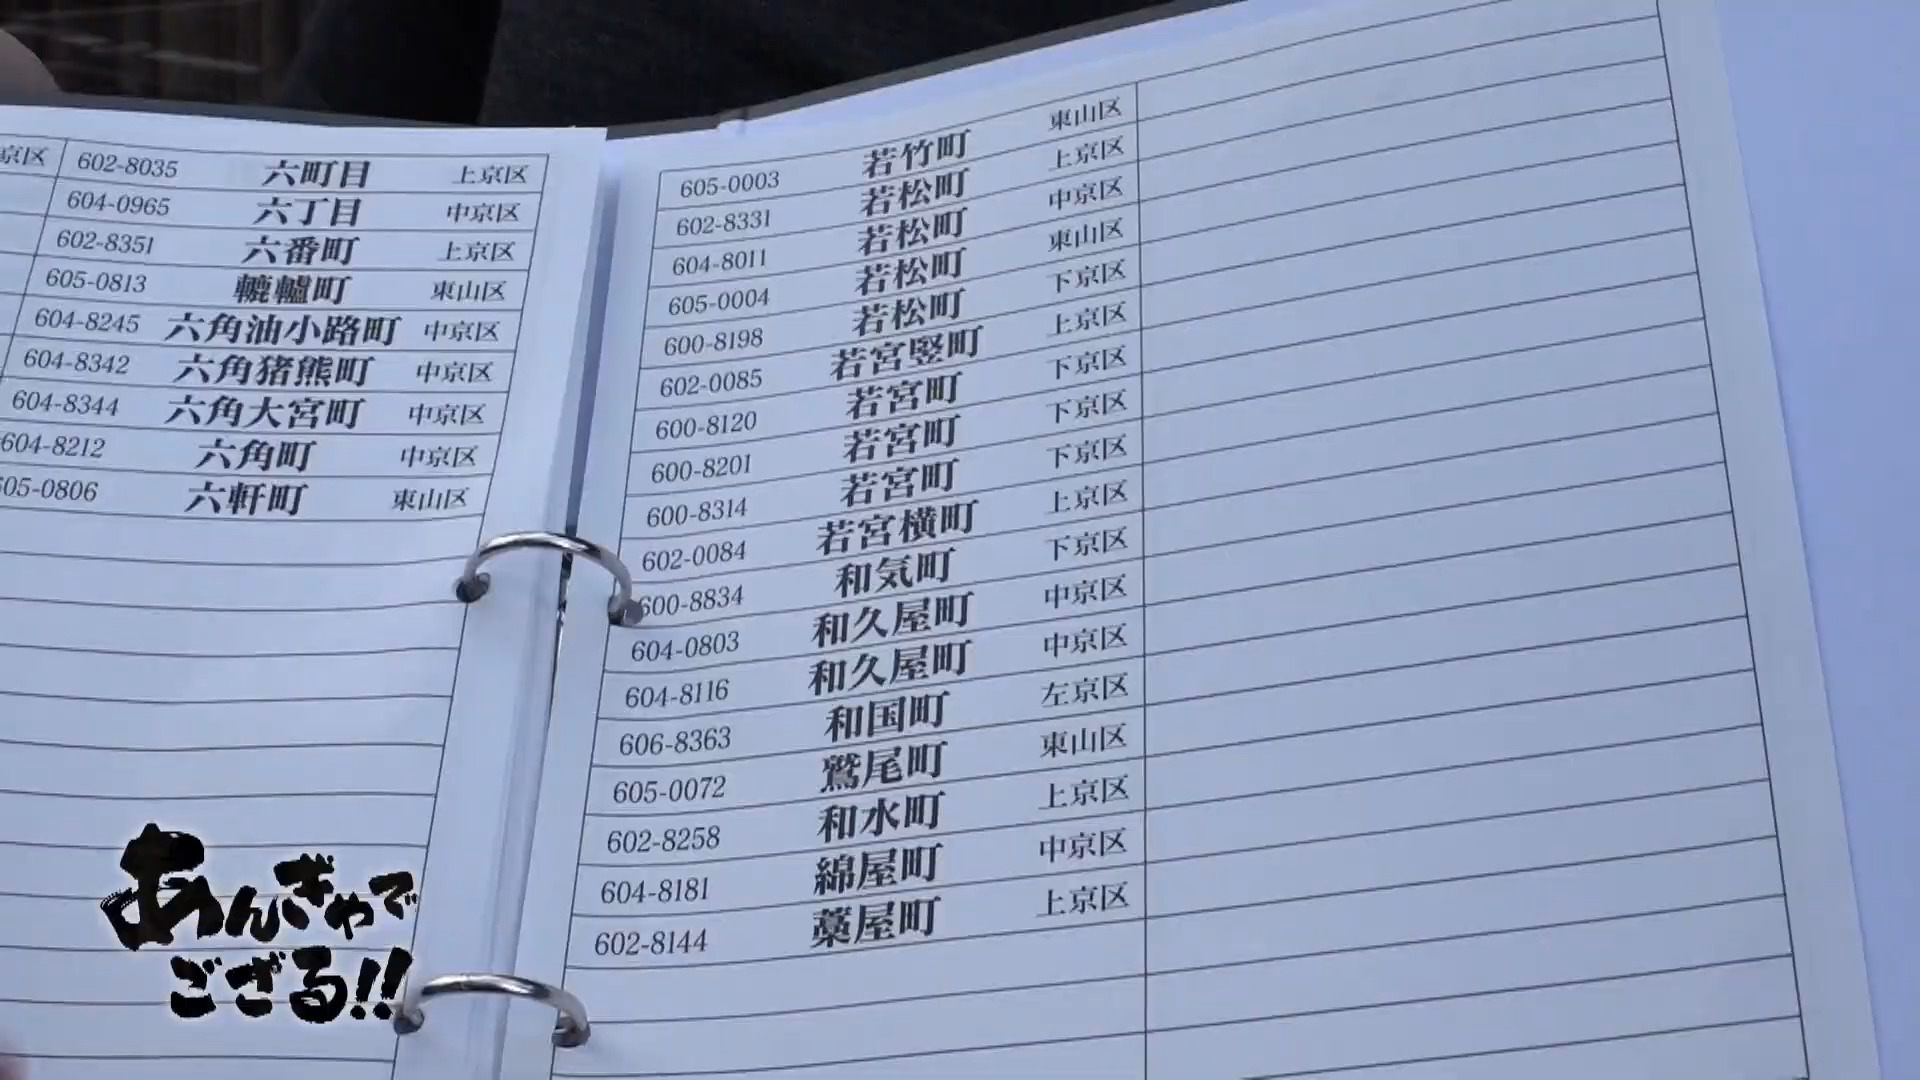 京区
602-8035 六町目 上京区
604-0965 六丁目 中京区
602-8351 六番町 上京区
605-0813 轆轤町 東山区
604-8245 六角油小路町 中京区
604-8342 六角猪熊町 中京区
604-8344 六角大宮町 中京区
604-8212 六角町 中京区
05-0806 六軒町 東山区
605-0003 若竹町 東山区
602-8331 若松町 上京区
604-8011 若松町 中京区
605-0004 若松町 東山区
600-8198 若松町 下京区
602-0085 若宮竪町 上京区
600-8120 若宮町 下京区
600-8201 若宮町 下京区
600-8314 若宮町 下京区
602-0084 若宮横町 上京区
600-8834 和気町 下京区
604-0803 和久屋町 中京区
604-8116 和久屋町 中京区
606-8363 和国町 左京区
605-0072 鷲尾町 東山区
602-8258 和水町 上京区
604-8181 綿屋町 中京区
602-8144 藁屋町 上京区
あんぎゃで
ござる!!